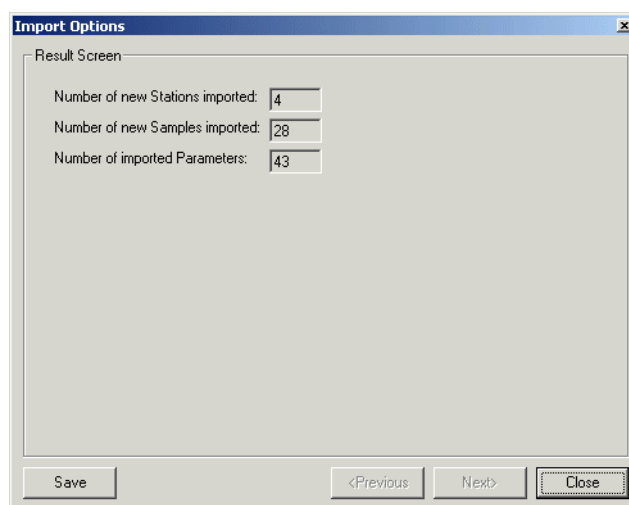 Import Options
Result Screen
Number of new Stations imported: 4
Number of new Samples imported: 28
Number of imported Parameters: 43
Save <Previous Next> Close